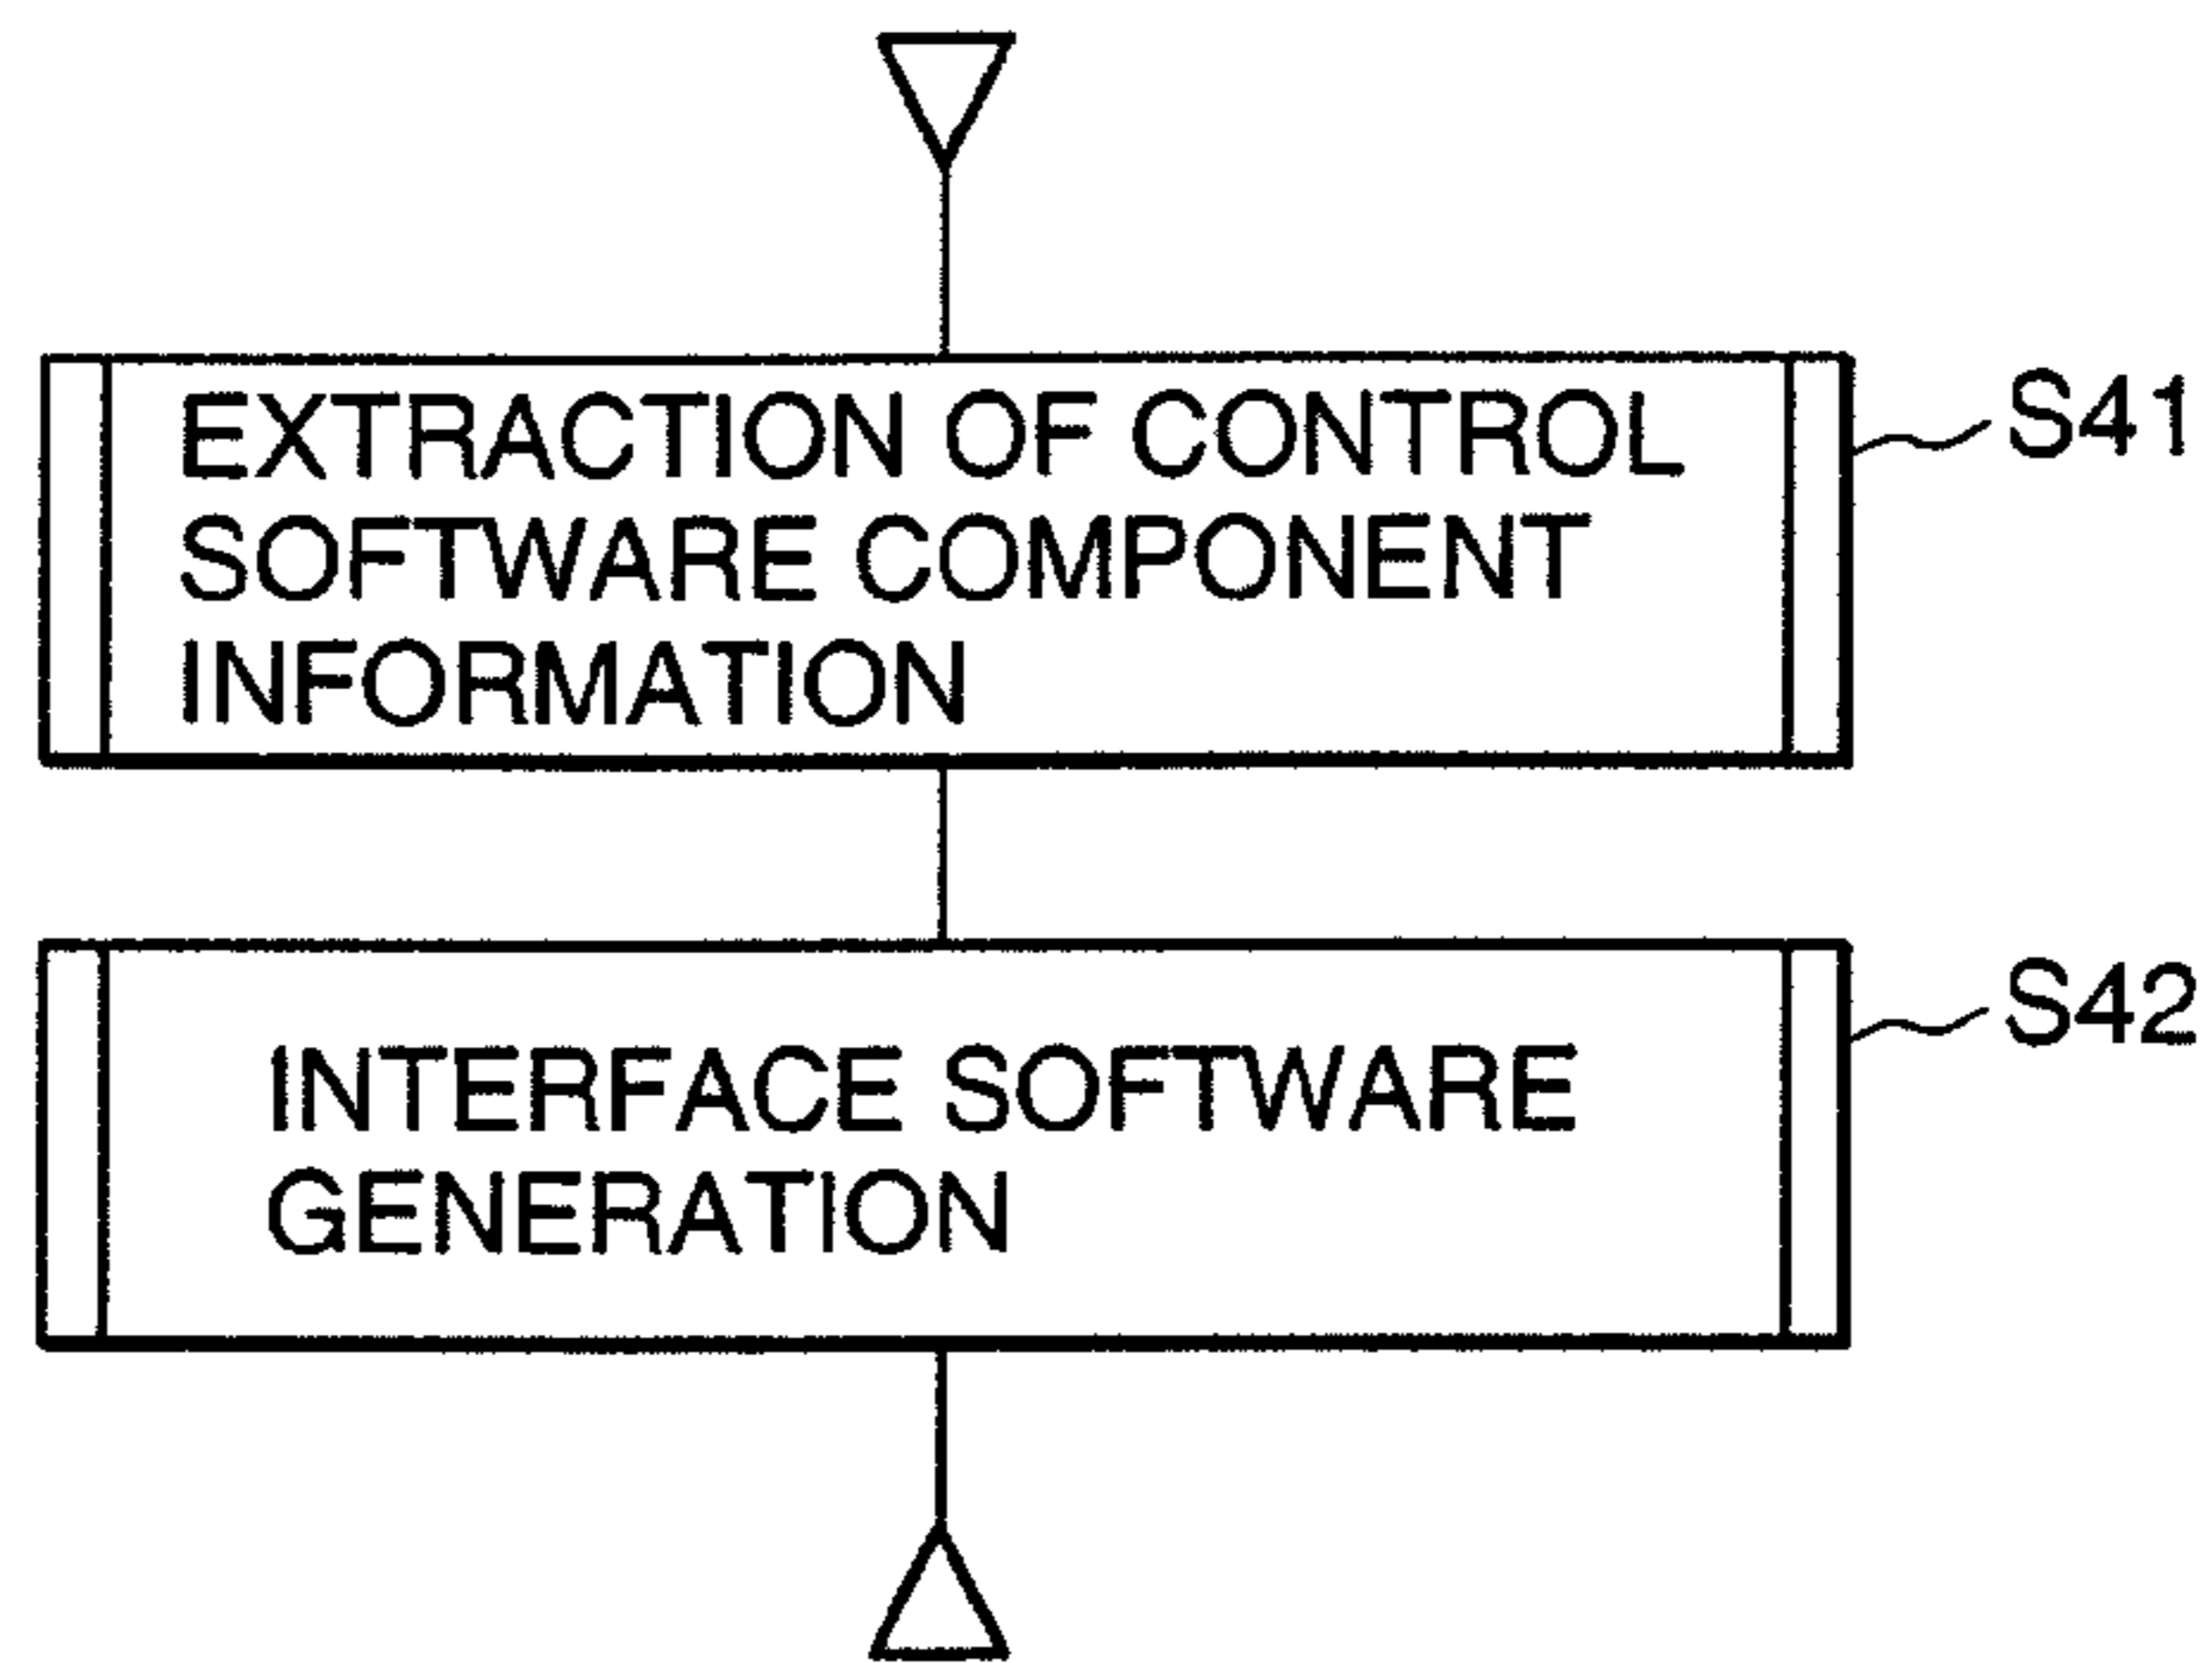 EXTRACTION OF CONTROL
SOFTWARE COMPONENT
INFORMATION
S41
INTERFACE SOFTWARE
GENERATION
S42